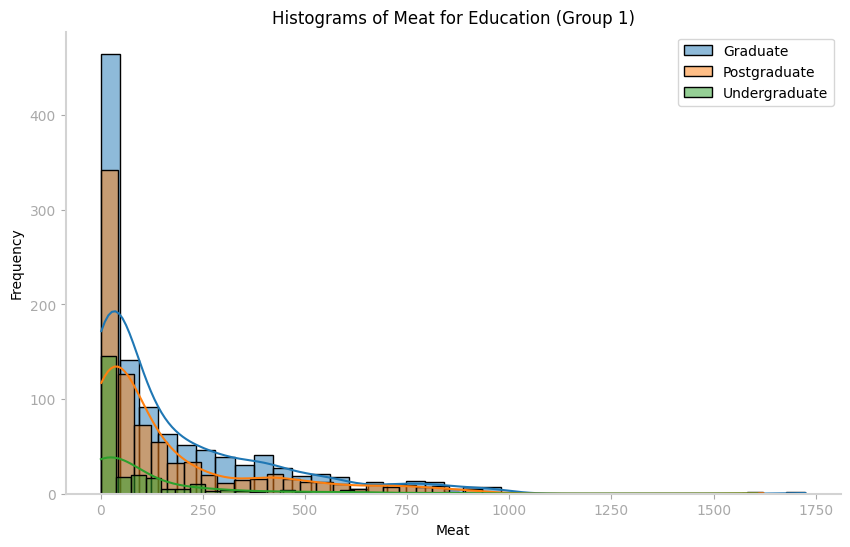 Histograms of Meat for Education (Group 1)
Graduate
Postgraduate
Undergraduate
400
300
200
100
0
Frequency
0 250 500 750 1000 1250 1500 1750
Meat